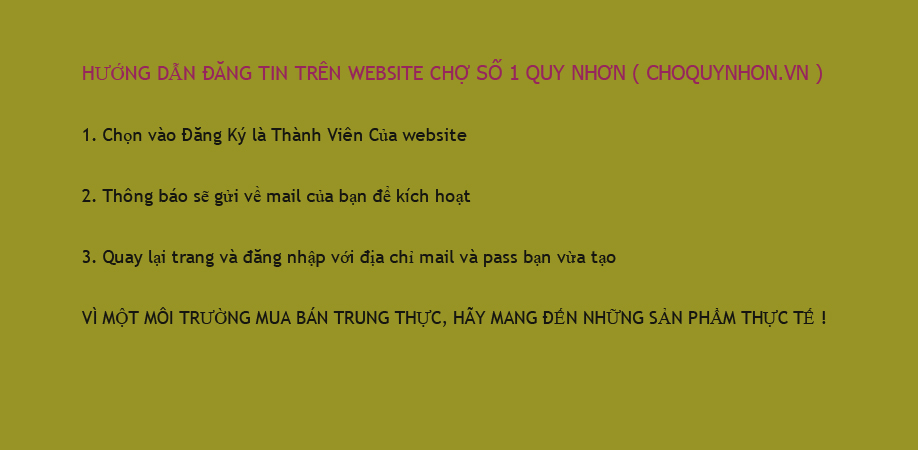 HƯỚNG DẪN ĐĂNG TIN TRÊN WEBSITE CHỢ SỐ 1 QUY NHƠN ( CHOQUYNHON.VN )
1. Chọn vào Đăng Ký là Thành Viên Của website
2. Thông báo sẽ gửi về mail của bạn để kích hoạt
3. Quay lại trang và đăng nhập với địa chỉ mail và pass bạn vừa tạo
VÌ MỘT MÔI TRƯỜNG MUA BÁN TRUNG THỰC, HÃY MANG ĐẾN NHỮNG SẢN PHẨM THỰC TẾ !